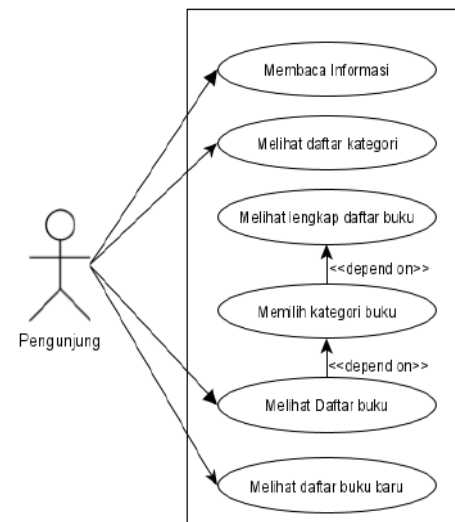 Membaca Informasi
Melihat daftar kategori
Melihat lengkap daftar buku
<<depend on>>
Memilih kategori buku
Pengunjung
<<depend on>>
Melihat Daftar buku
Melihat daftar buku baru